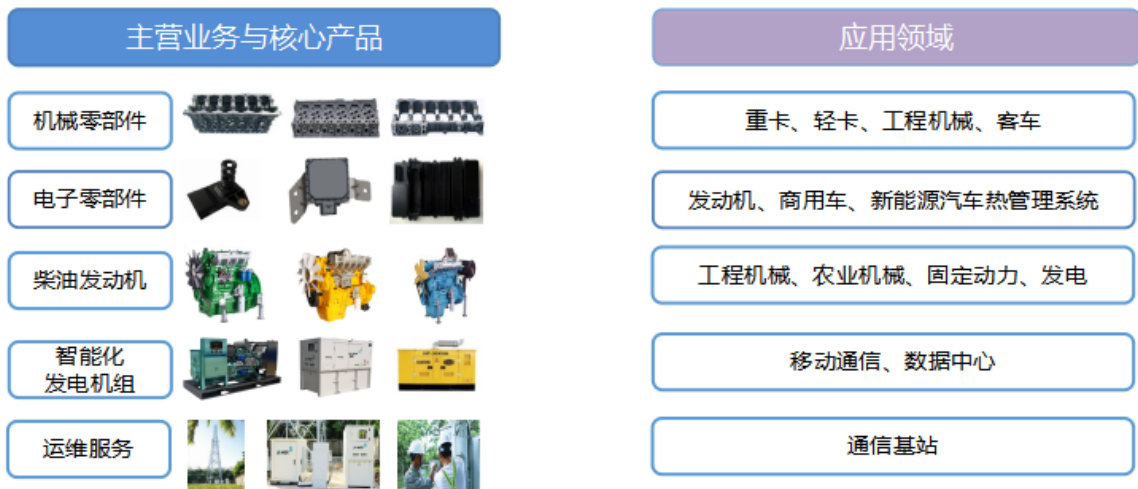 主营业务与核心产品
应用领域
机械零部件
重卡、轻卡、工程机械、客车
电子零部件
发动机、商用车、新能源汽车热管理系统
柴油发动机
工程机械、农业机械、固定动力、发电
智能化
发电机组
移动通信、数据中心
运维服务
通信基站